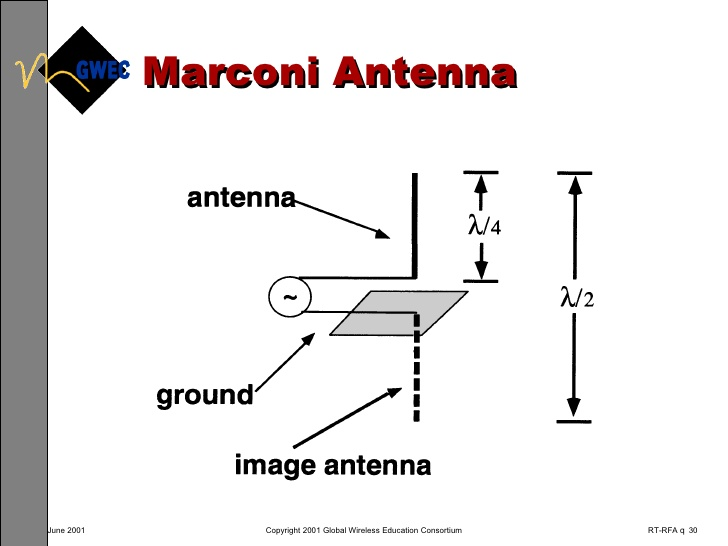 GWEC
Marconi Antenna
antenna
λ/4
~
λ/2
ground
image antenna
June 2001
Copyright 2001 Global Wireless Education Consortium
RT-RFA q 30